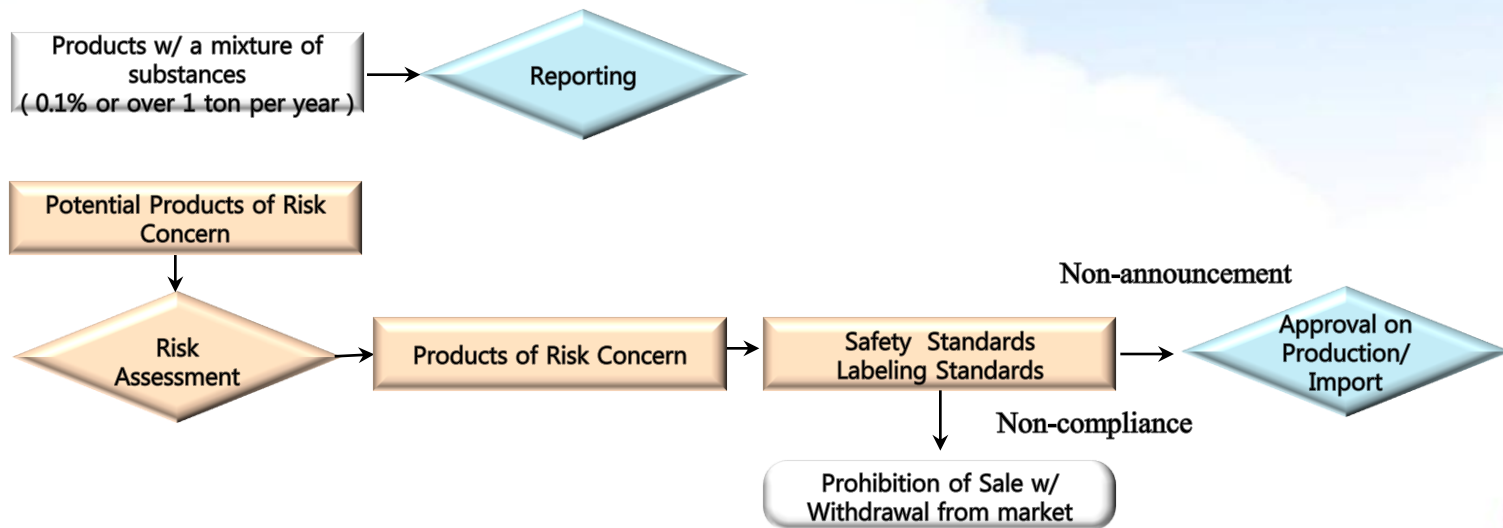 Products w/ a mixture of
substances
( 0.1% or over 1 ton per year )
Reporting
Potential Products of Risk
Concern
Risk
Assessment
Products of Risk Concern
Safety Standards
Labeling Standards
Non-announcement
Approval on
Production/
Import
Non-compliance
Prohibition of Sale w/
Withdrawal from market